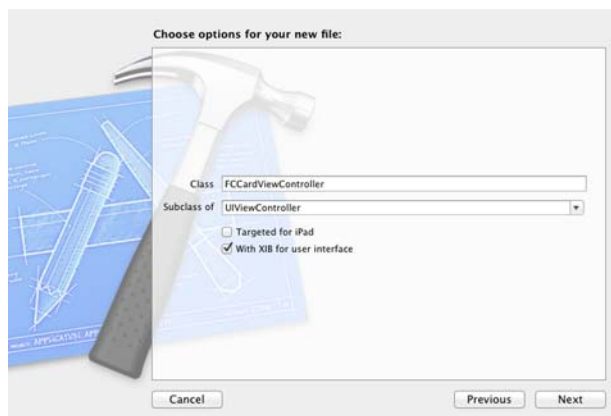 Choose options for your new file:
Class FCCardViewController
Subclass of UIViewController
Targeted for iPad
With XIB for user interface
Cancel Previous Next